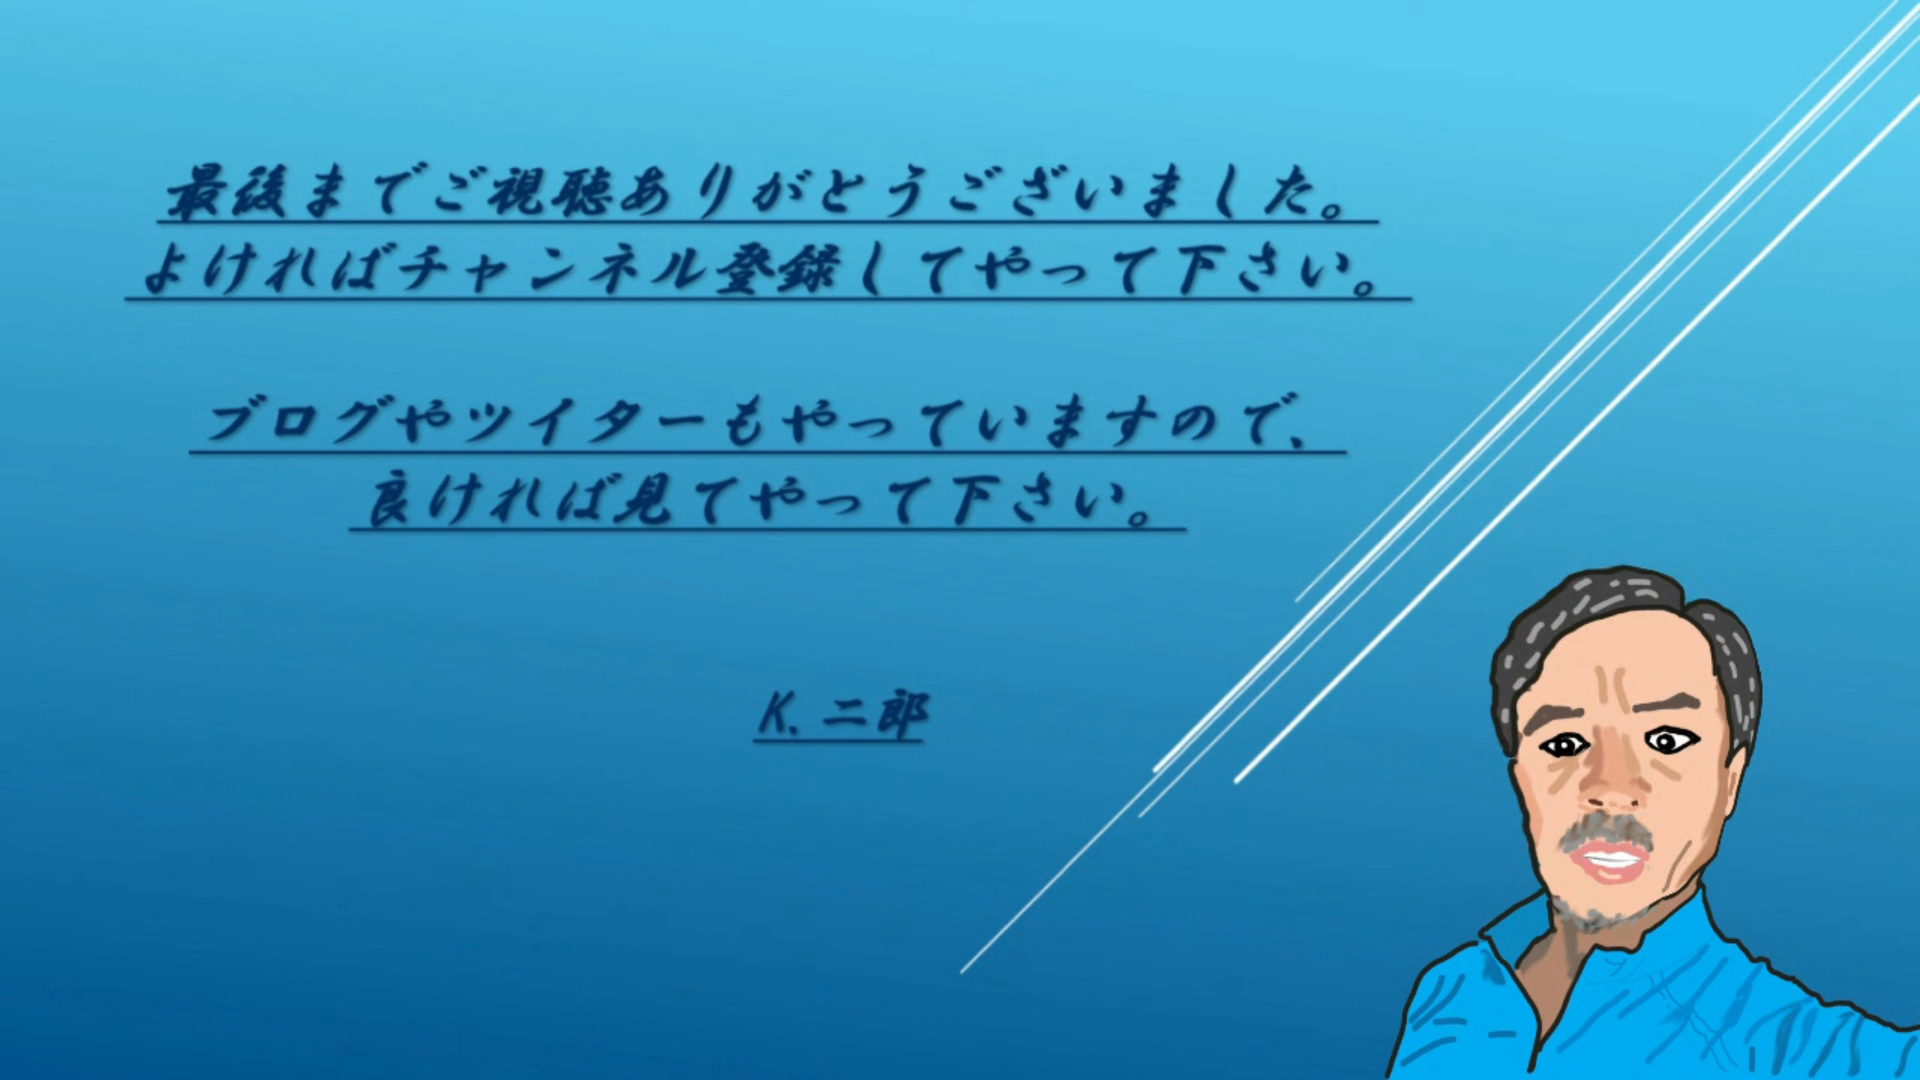 最後までご視聴ありがとうございました。
よければチャンネル登録してやって下さい。
ブログやツイターもやっていますので、
良ければ見てやって下さい。
K. 二郎